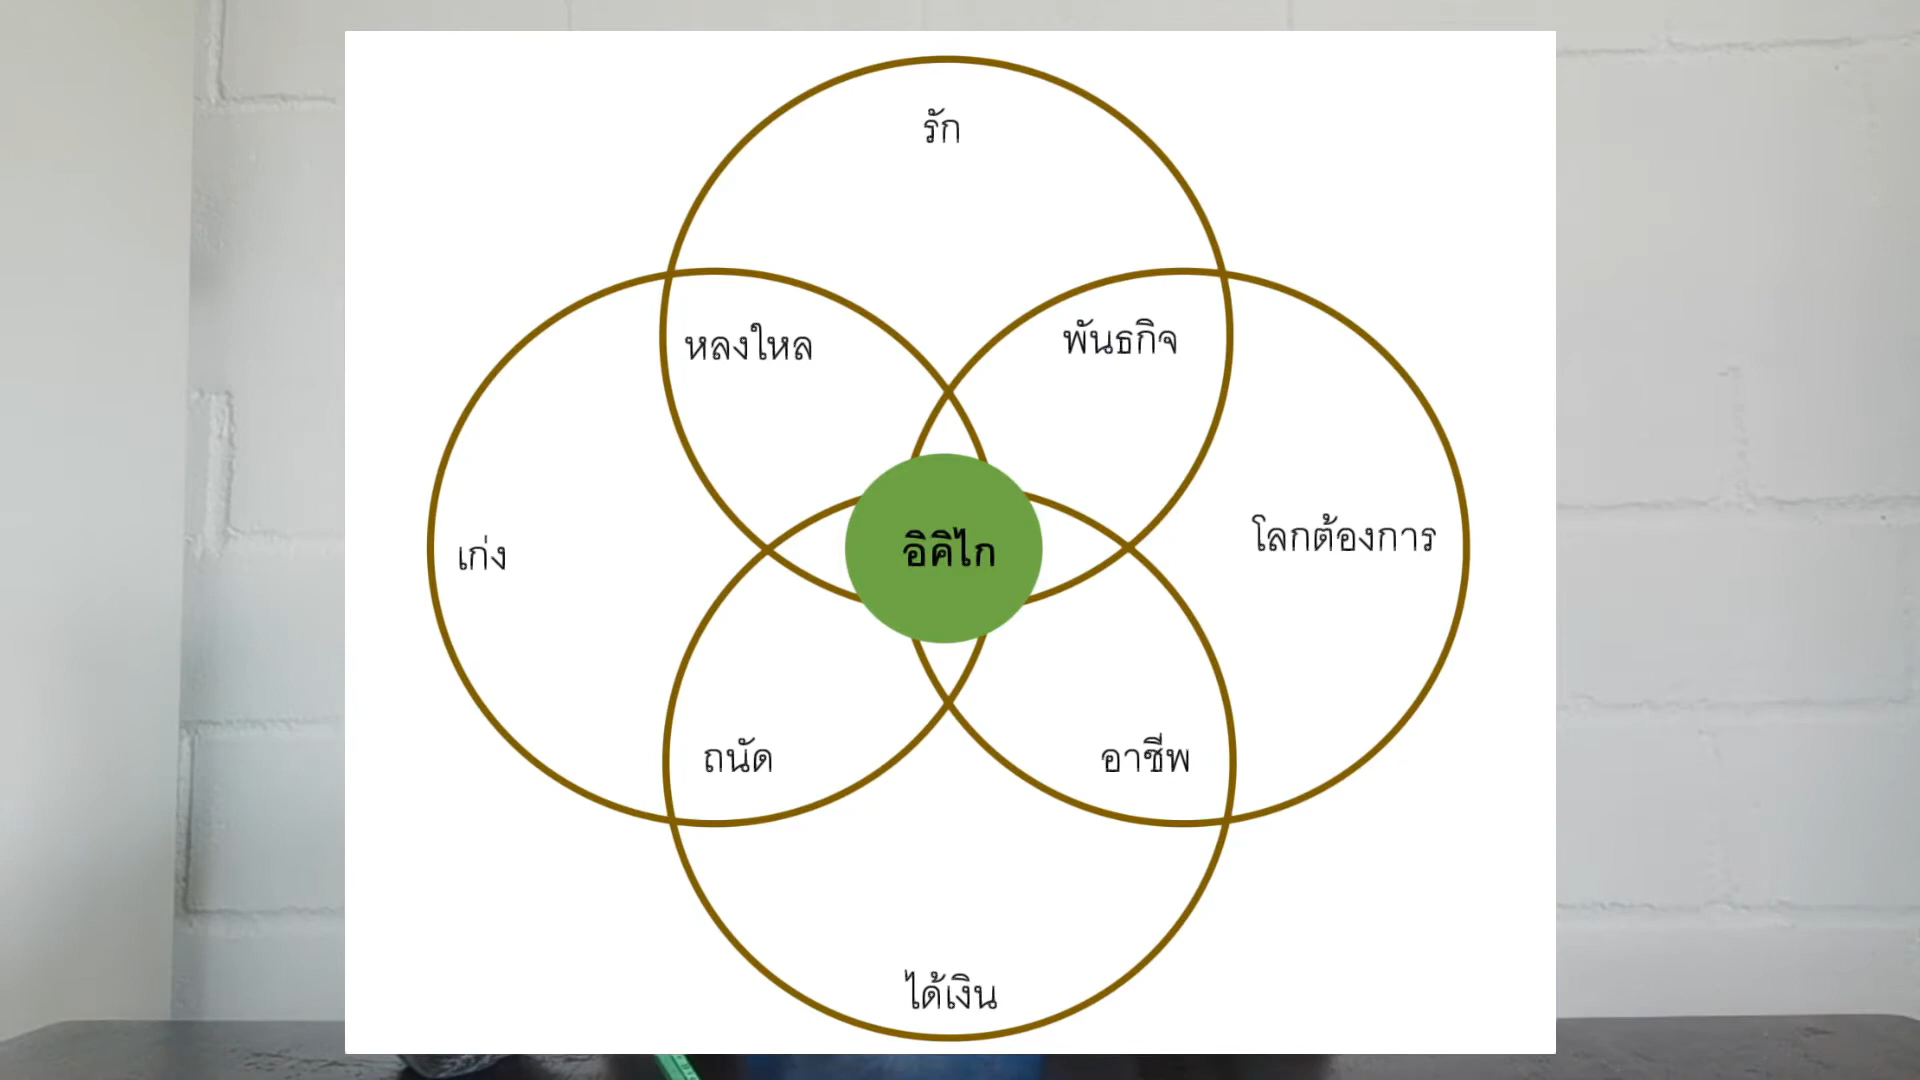 รัก
หลงใหล
พันธกิจ
เก่ง
อิคิไก
โลกต้องการ
ถนัด
อาชีพ
ได้เงิน